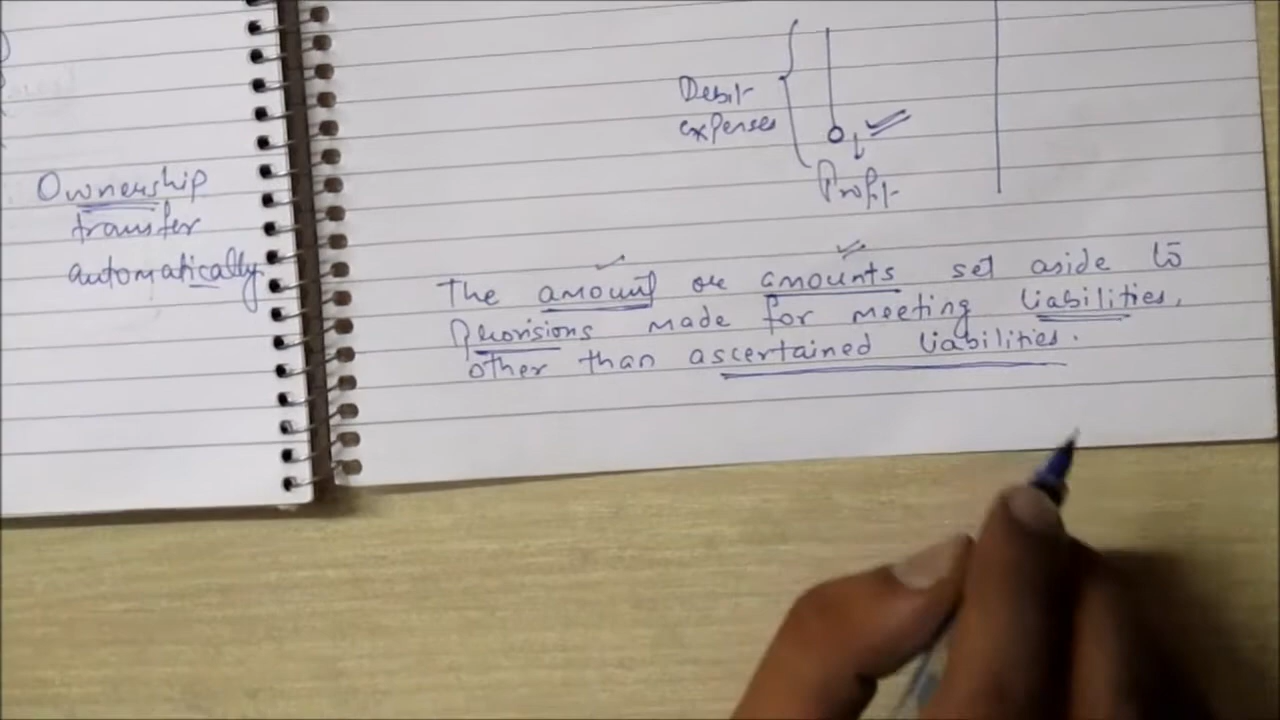 Ownership
transfer
automatically
Debit
expenses
Profit
The amount or amounts set aside to
Provisions made for meeting liabilities,
other than ascertained liabilities.